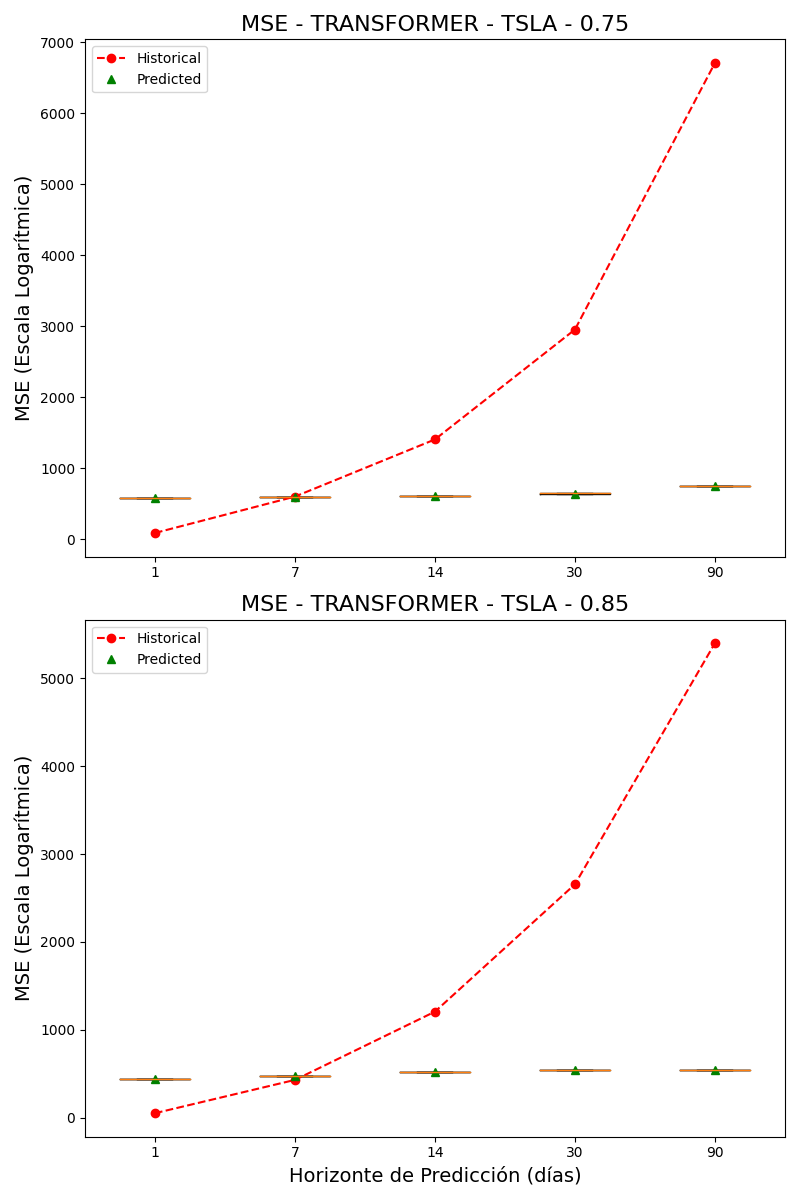 MSE - TRANSFORMER - TSLA - 0.75
Historical
Predicted
MSE (Escala Logarítmica)
7000
6000
5000
4000
3000
2000
1000
0
1 7 14 30 90
MSE - TRANSFORMER - TSLA - 0.85
Historical
Predicted
MSE (Escala Logarítmica)
5000
4000
3000
2000
1000
0
1 7 14 30 90
Horizonte de Predicción (días)